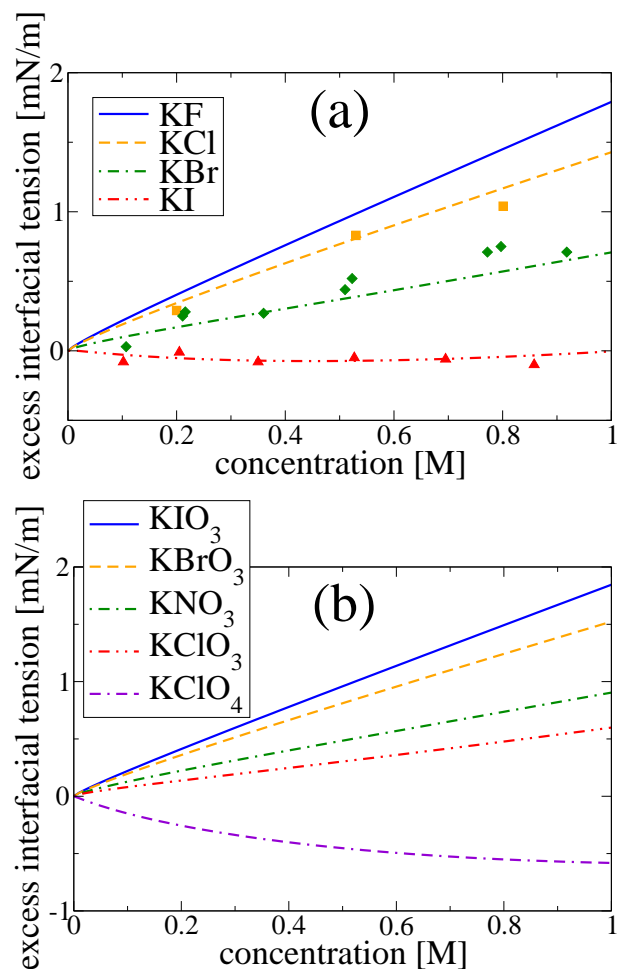 excess interfacial tension [mN/m]
2
1
0
(a)
KF
KCl
KBr
KI
0 0.2 0.4 0.6 0.8 1
concentration [M]
excess interfacial tension [mN/m]
2
1
0
-1
(b)
KIO₃
KBrO₃
KNO₃
KClO₃
KClO₄
0 0.2 0.4 0.6 0.8 1
concentration [M]